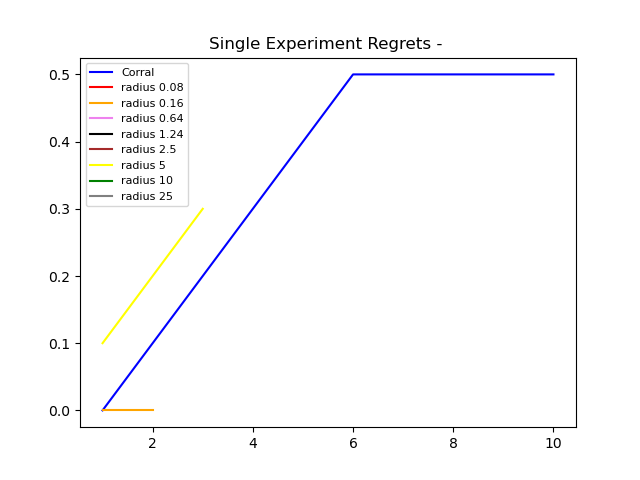 Single Experiment Regrets -
0.5
0.4
0.3
0.2
0.1
0.0
Corral
radius 0.08
radius 0.16
radius 0.64
radius 1.24
radius 2.5
radius 5
radius 10
radius 25
2 4 6 8 10